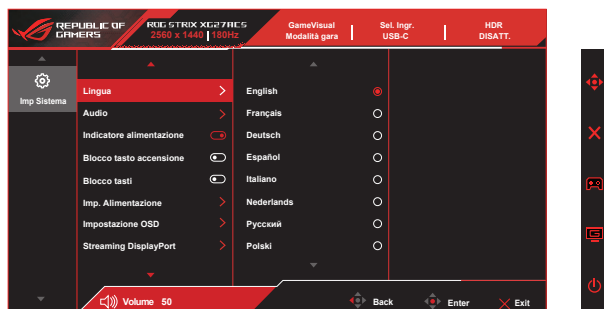 REPUBLIC OF
GAMERS
ROG STRIX XG27ACS
2560 x 1440 | 180Hz
GameVisual
Modalità gara
Sel. Ingr.
USB-C
HDR
DISATT.
Imp Sistema
Lingua
Audio
Indicatore alimentazione
Blocco tasto accensione
Blocco tasti
Imp. Alimentazione
Impostazione OSD
Streaming DisplayPort
English
Français
Deutsch
Español
Italiano
Nederlands
Русский
Polski
Volume 50
Back
Enter
Exit